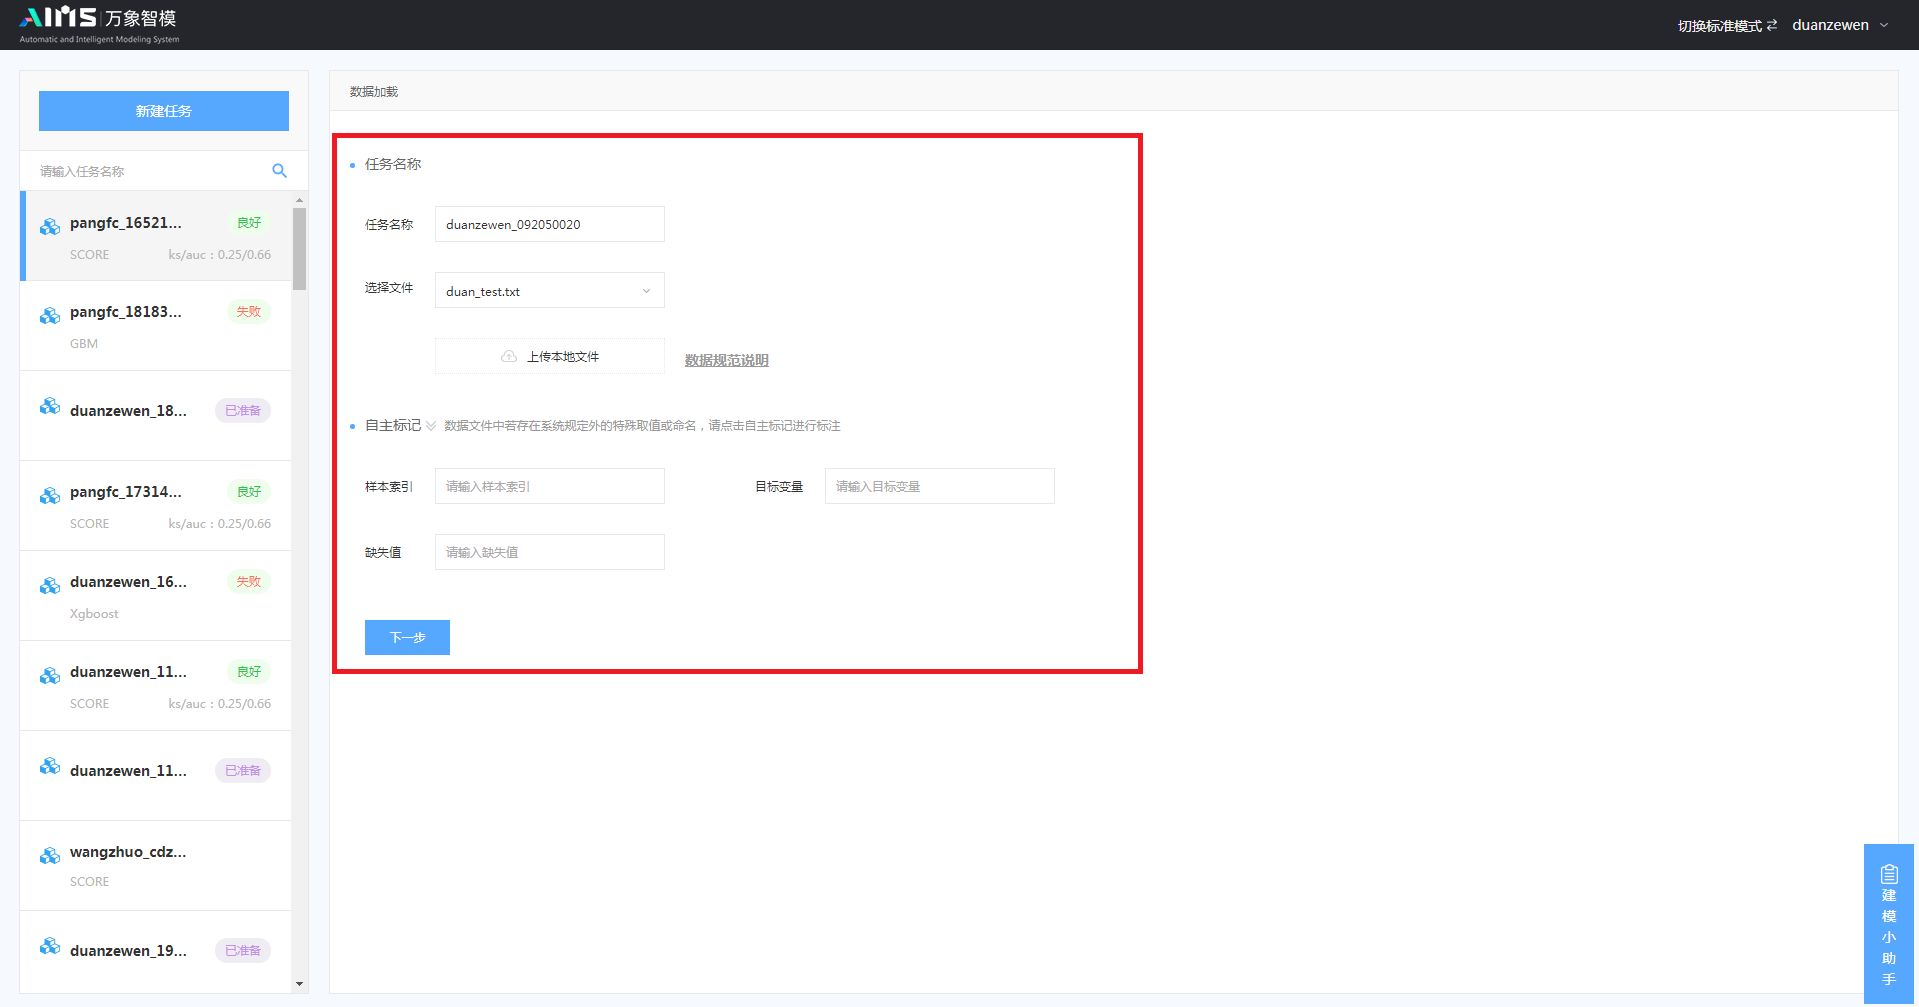 AIMS 万象智模
Automatic and Intelligent Modeling System
切换标准模式 duanzewen
新建任务
请输入任务名称
pangfc_16521... 良好
SCORE ks/auc : 0.25/0.66
pangfc_18183... 失败
GBM
duanzewen_18... 已准备
pangfc_17314... 良好
SCORE ks/auc : 0.25/0.66
duanzewen_16... 失败
Xgboost
duanzewen_11... 良好
SCORE ks/auc : 0.25/0.66
duanzewen_11... 已准备
wangzhuo_cdz...
SCORE
duanzewen_19... 已准备
数据加载
任务名称
任务名称 duanzewen_092050020
选择文件 duan_test.txt
上传本地文件 数据规范说明
自主标记 数据文件中若存在系统规定外的特殊取值或命名，请点击自主标记进行标注
样本索引 请输入样本索引 目标变量 请输入目标变量
缺失值 请输入缺失值
下一步
建模小助手